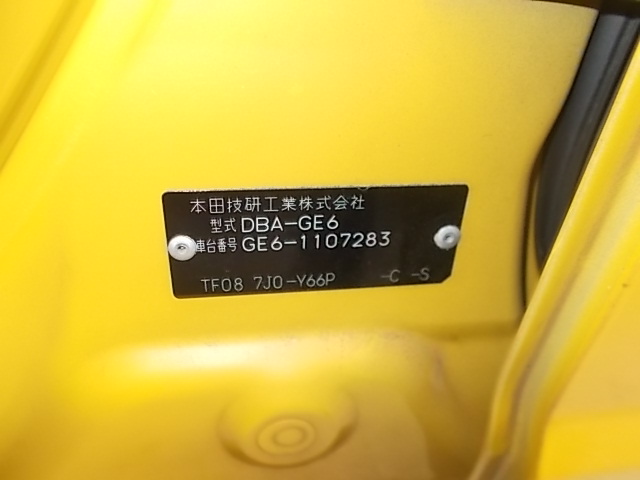 本田技研工業株式会社
型式 DBA-GE6
車台番号 GE6-1107283
TF08 7J0-Y66P -C -S